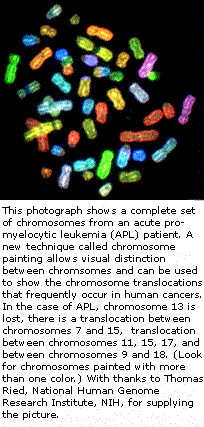 This photograph shows a complete set
of chromosomes from an acute pro-
myelocytic leukemia (APL) patient. A
new technique called chromosome
painting allows visual distinction
between chromsomes and can be used
to show the chromosome translocations
that frequently occur in human cancers.
In the case of APL, chromosome 13 is
lost, there is a translocation between
chromosomes 7 and 15,  translocation
between chromosomes 11, 15, 17, and
between chromosomes 9 and 18. (Look
for chromosomes painted with more
than one color.) With thanks to Thomas
Ried, National Human Genome
Research Institute, NIH, for supplying
the picture.